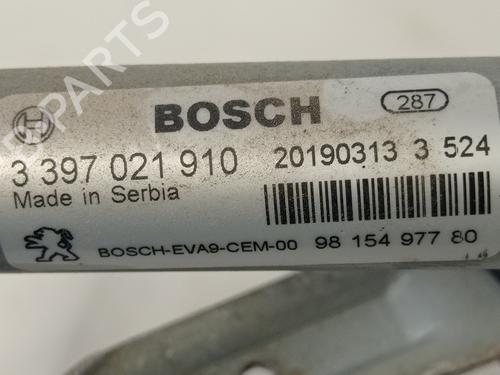 BOSCH
287
3 397 021 910
20190313 3 524
Made in Serbia
BOSCH-EVA9-CEM-00
98 154 977 80